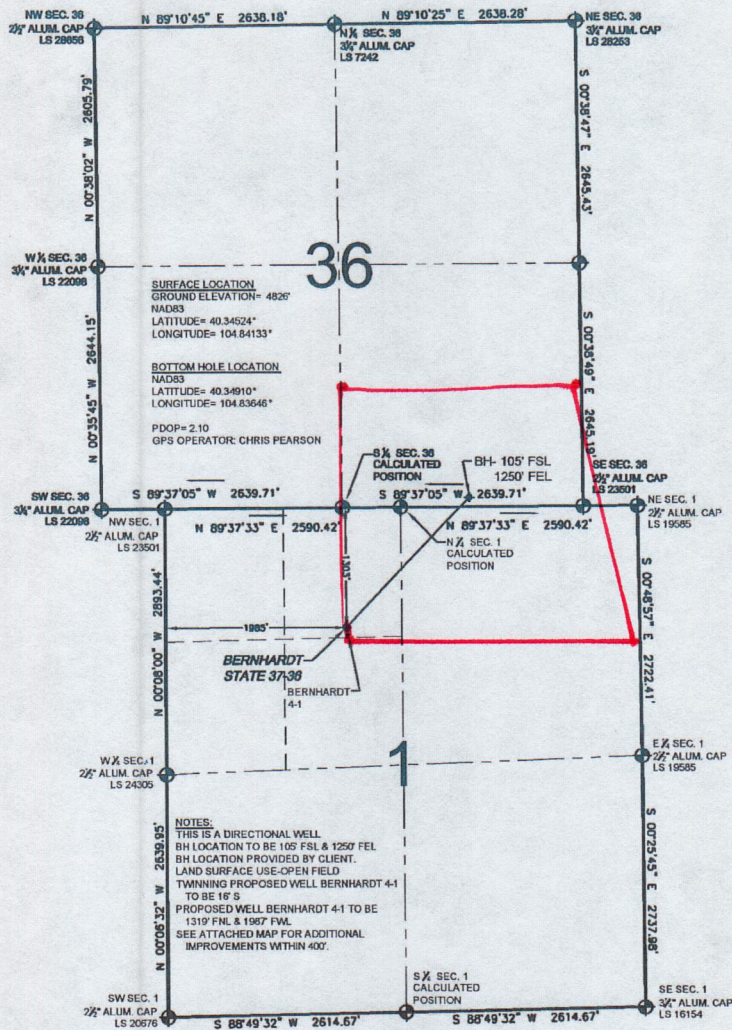 N 89°10'45" E 2638.18'
N 89°10'25" E 2638.28'
NW SEC. 36
2½" ALUM. CAP
LS 28656
N ¼ SEC. 36
3¼" ALUM. CAP
LS 7242
NE SEC. 36
3¼" ALUM. CAP
LS 28253
N 00°38'02" W 2605.79'
S 00°38'47" E 2645.43'
W ¼ SEC. 36
3¼" ALUM. CAP
LS 22098
36
SURFACE LOCATION
GROUND ELEVATION= 4826'
NAD83
LATITUDE= 40.34524°
LONGITUDE= 104.84133°
BOTTOM HOLE LOCATION
NAD83
LATITUDE= 40.34910°
LONGITUDE= 104.83646°
PDOP= 2.10
GPS OPERATOR: CHRIS PEARSON
N 00°35'45" W 2644.15'
S 00°38'49" E 2645.19'
S ¼ SEC. 36
CALCULATED
POSITION
BH- 105' FSL
1250' FEL
SE SEC. 36
2½" ALUM. CAP
LS 23501
SW SEC. 36
3¼" ALUM. CAP
LS 22098
S 89°37'05" W 2639.71'
S 89°37'05" W 2639.71'
NE SEC. 1
2½" ALUM. CAP
LS 19585
NW SEC. 1
2½" ALUM. CAP
LS 23501
N 89°37'33" E 2590.42'
N 89°37'33" E 2590.42'
N ¼ SEC. 1
CALCULATED
POSITION
1303'
N 00°08'00" W 2893.44'
S 00°48'57" E 2722.41'
1985'
BERNHARDT
STATE 37-36
BERNHARDT
4-1
1
W ¼ SEC. 1
2½" ALUM. CAP
LS 24305
E ¼ SEC. 1
2½" ALUM. CAP
LS 19585
NOTES:
THIS IS A DIRECTIONAL WELL
BH LOCATION TO BE 105' FSL & 1250' FEL
BH LOCATION PROVIDED BY CLIENT.
LAND SURFACE USE-OPEN FIELD
TWINNING PROPOSED WELL BERNHARDT 4-1
TO BE 16' S
PROPOSED WELL BERNHARDT 4-1 TO BE
1319' FNL & 1987' FWL
SEE ATTACHED MAP FOR ADDITIONAL
IMPROVEMENTS WITHIN 400'.
N 00°06'32" W 2639.95'
S 00°25'45" E 2737.98'
S ¼ SEC. 1
CALCULATED
POSITION
SW SEC. 1
2½" ALUM. CAP
LS 20676
S 88°49'32" W 2614.67'
S 88°49'32" W 2614.67'
SE SEC. 1
3¼" ALUM. CAP
LS 16154